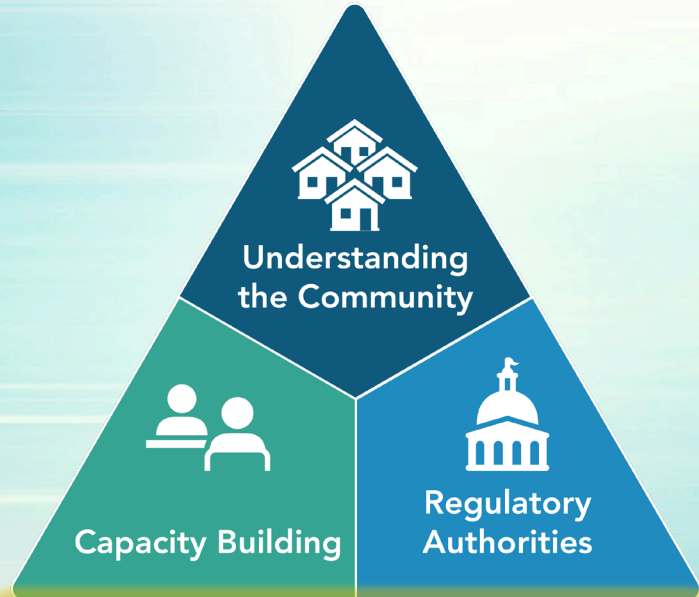 Understanding
the Community
Capacity Building
Regulatory
Authorities